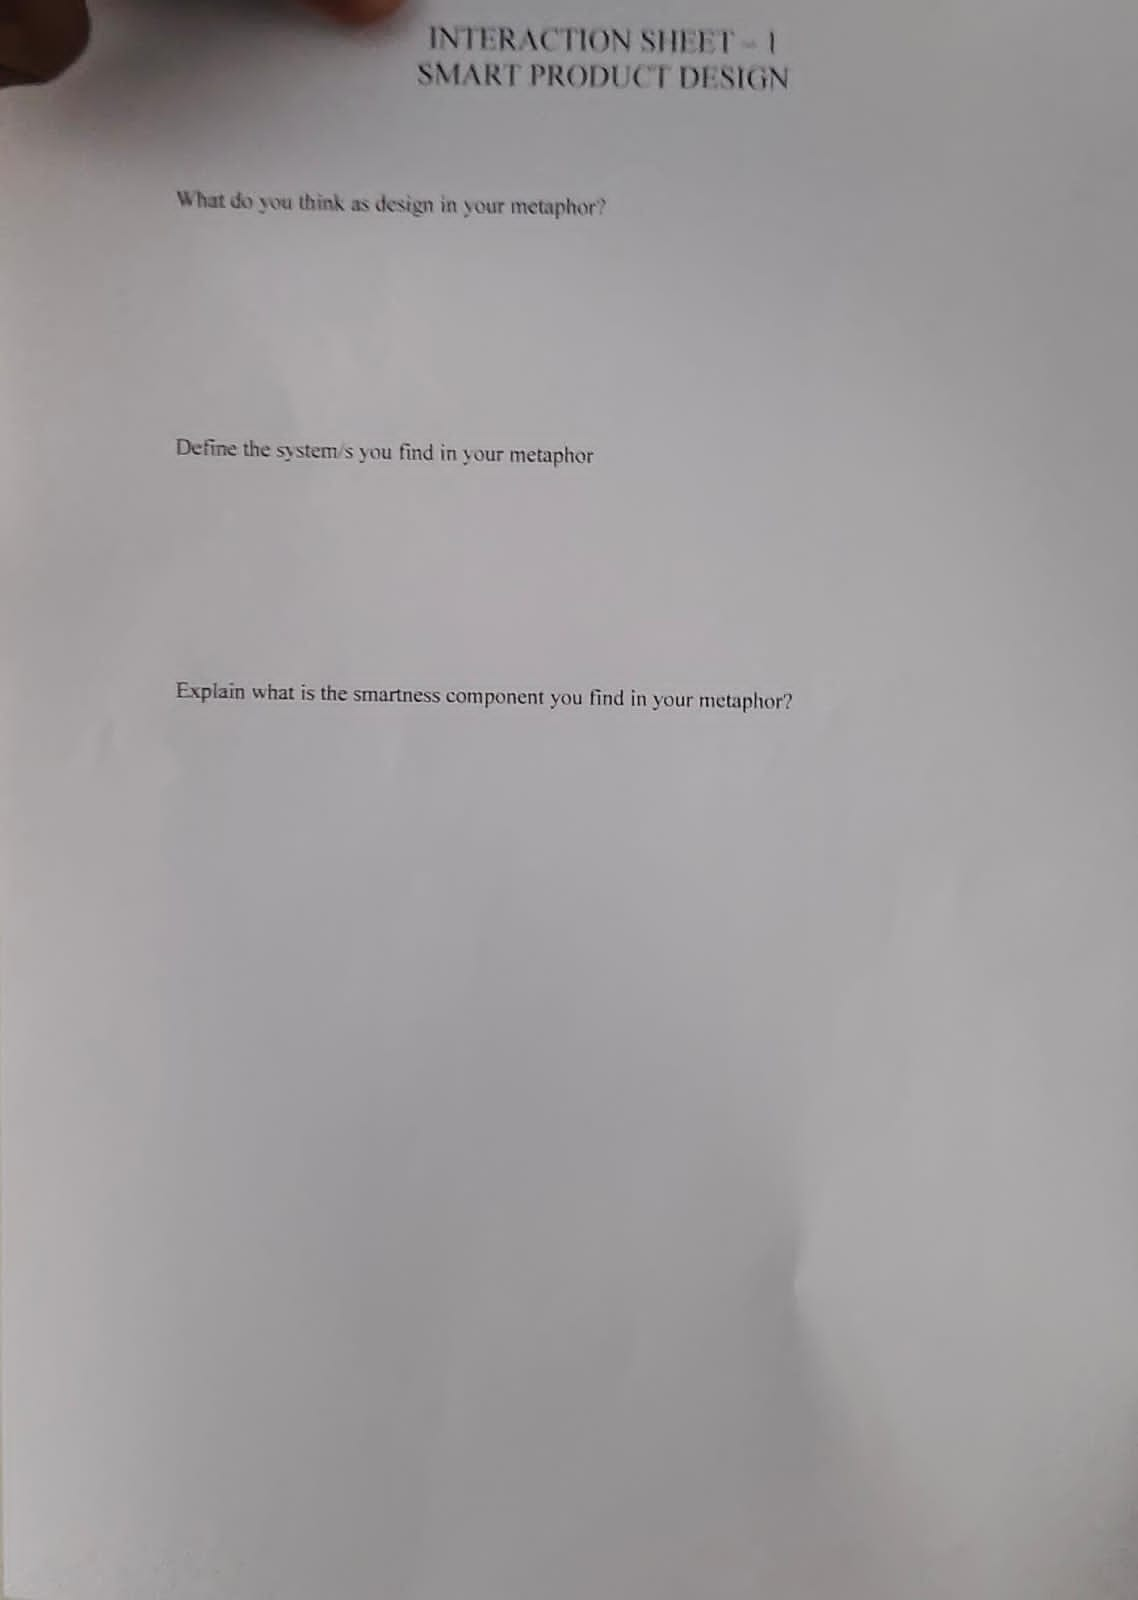 INTERACTION SHEET – 1
SMART PRODUCT DESIGN
What do you think as design in your metaphor?
Define the system/s you find in your metaphor
Explain what is the smartness component you find in your metaphor?